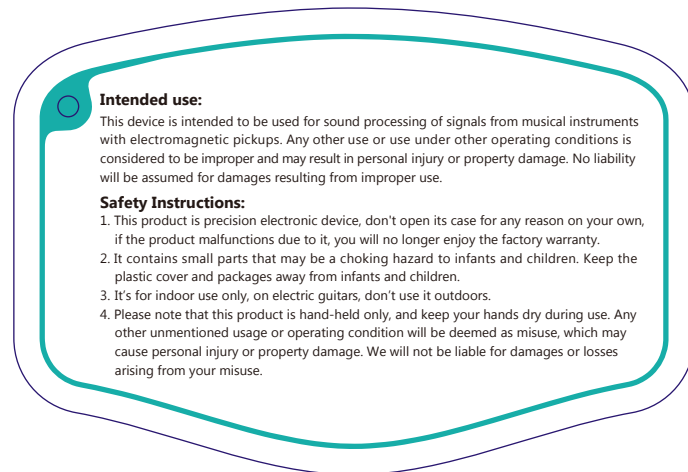 Intended use:
This device is intended to be used for sound processing of signals from musical instruments
with electromagnetic pickups. Any other use or use under other operating conditions is
considered to be improper and may result in personal injury or property damage. No liability
will be assumed for damages resulting from improper use.
Safety Instructions:
1. This product is precision electronic device, don't open its case for any reason on your own,
if the product malfunctions due to it, you will no longer enjoy the factory warranty.
2. It contains small parts that may be a choking hazard to infants and children. Keep the
plastic cover and packages away from infants and children.
3. It’s for indoor use only, on electric guitars, don’t use it outdoors.
4. Please note that this product is hand-held only, and keep your hands dry during use. Any
other unmentioned usage or operating condition will be deemed as misuse, which may
cause personal injury or property damage. We will not be liable for damages or losses
arising from your misuse.